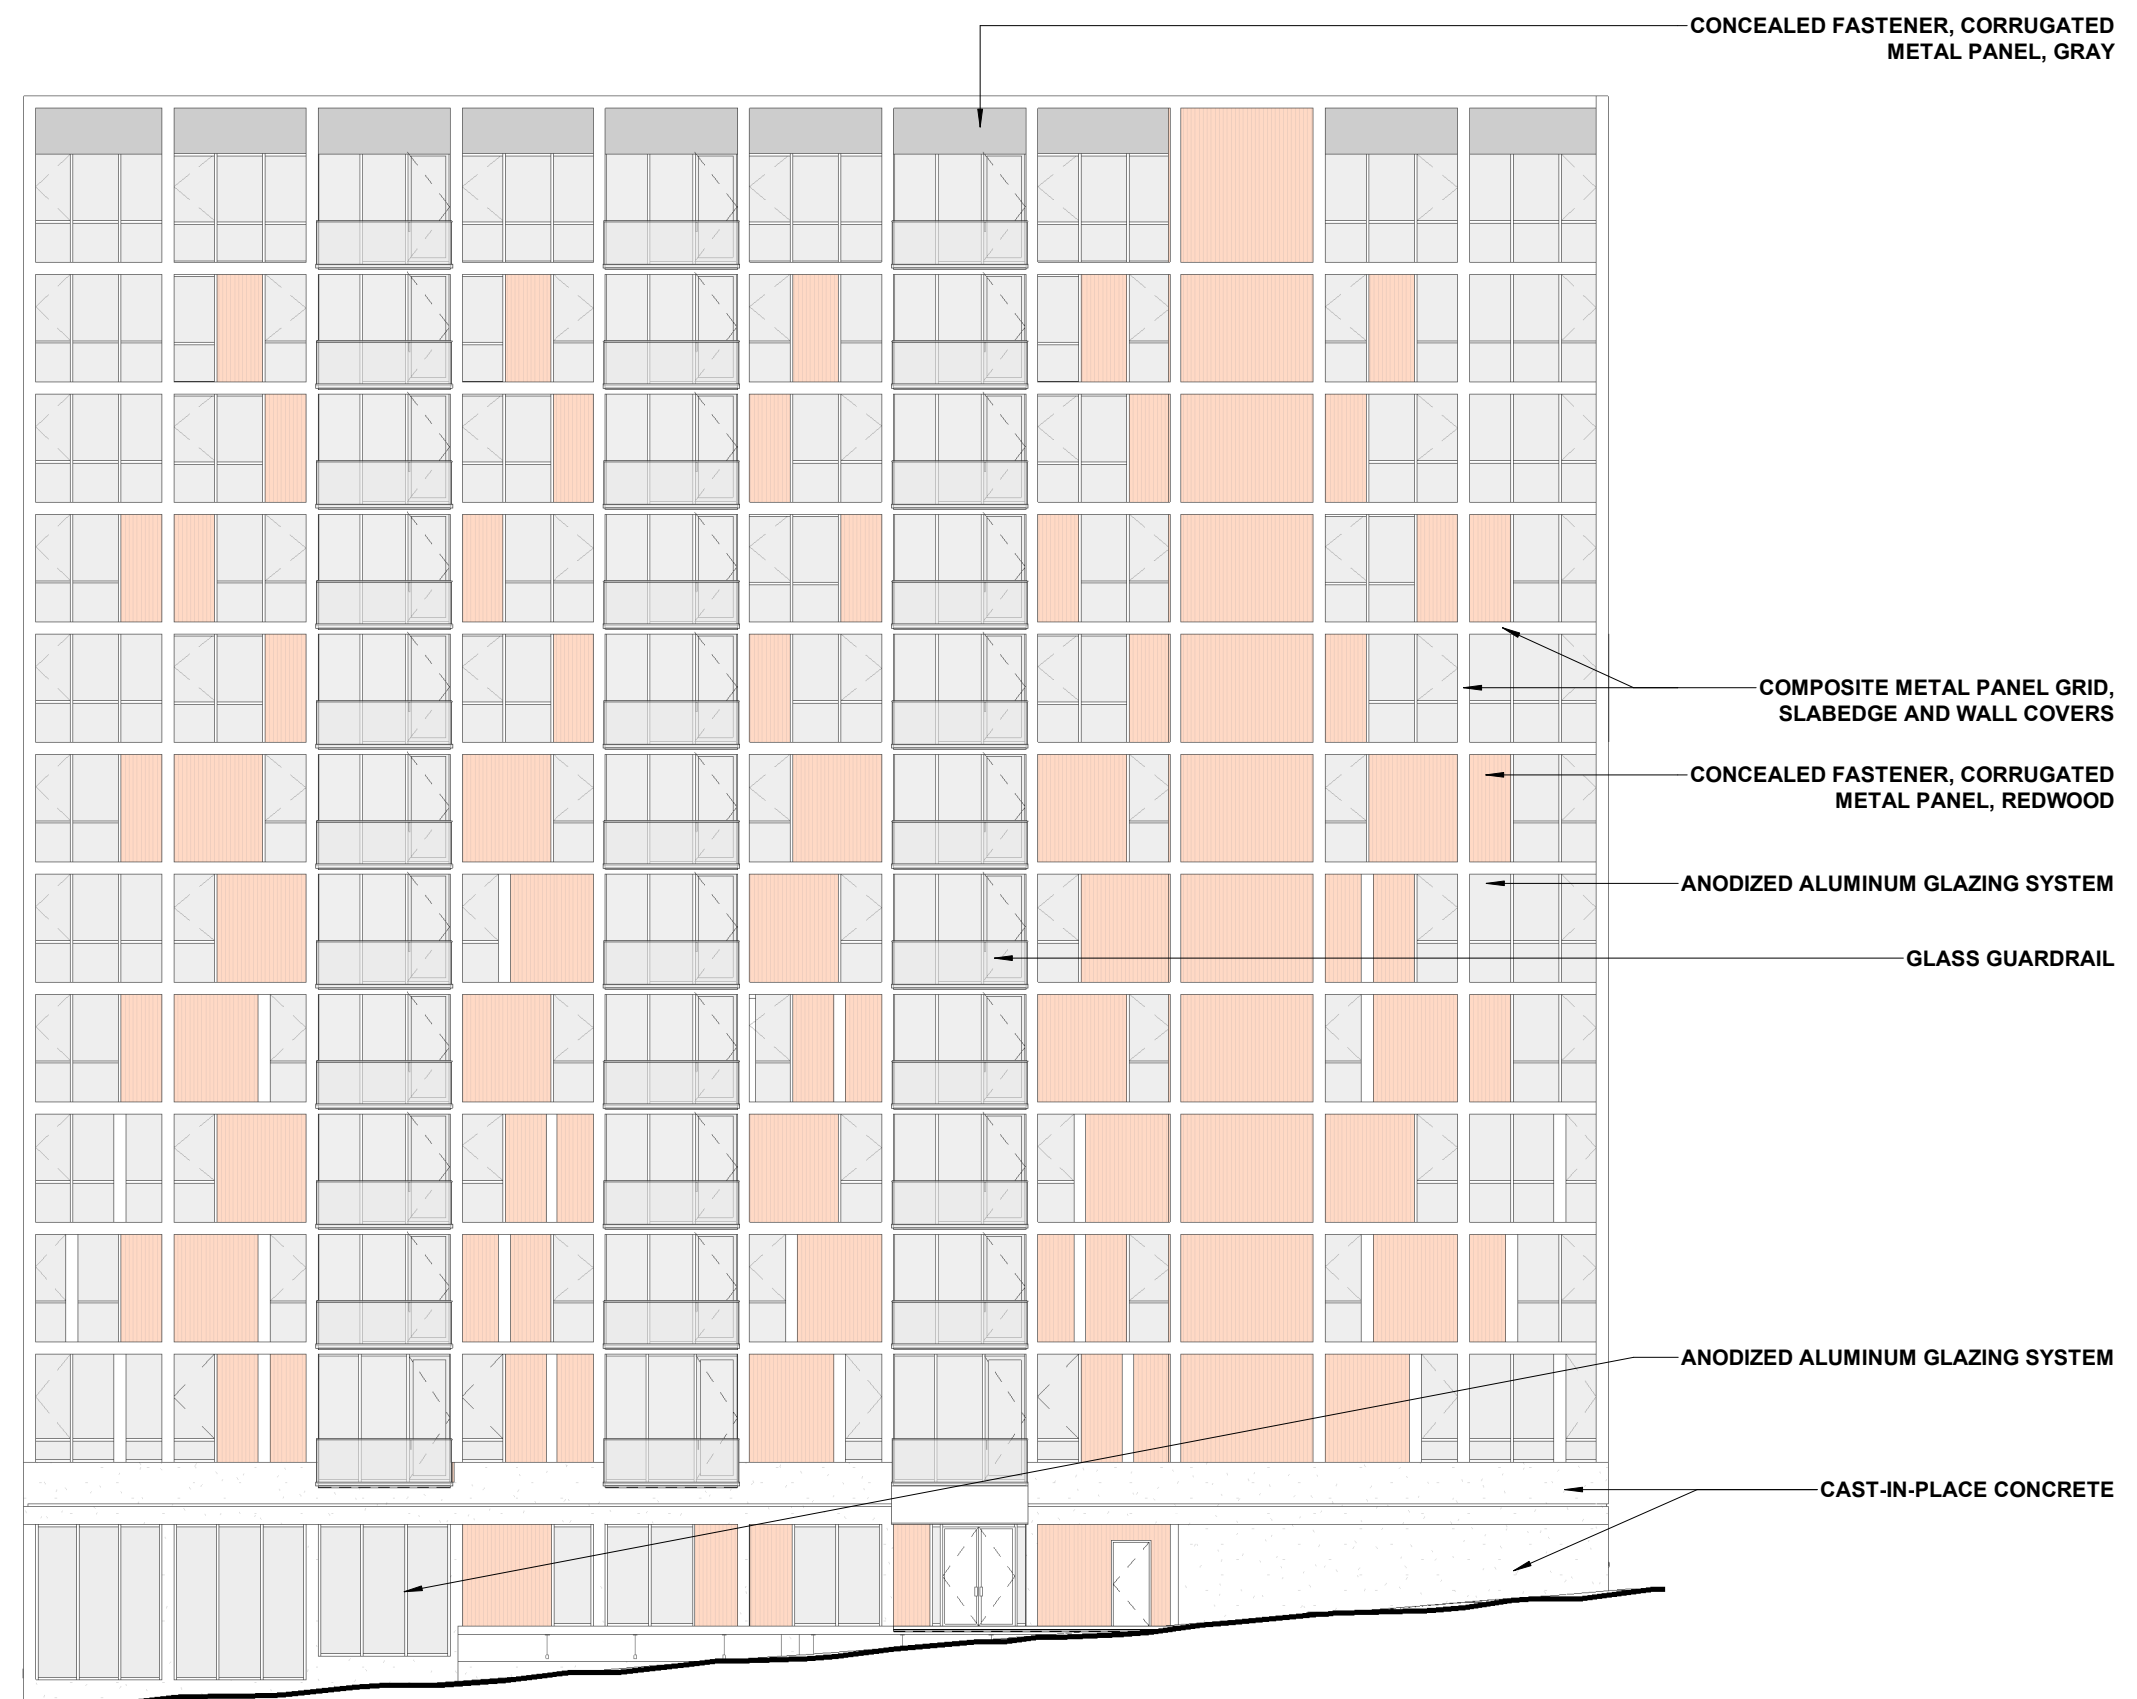 CONCEALED FASTENER, CORRUGATED
METAL PANEL, GRAY
COMPOSITE METAL PANEL GRID,
SLABEDGE AND WALL COVERS
CONCEALED FASTENER, CORRUGATED
METAL PANEL, REDWOOD
ANODIZED ALUMINUM GLAZING SYSTEM
GLASS GUARDRAIL
ANODIZED ALUMINUM GLAZING SYSTEM
CAST-IN-PLACE CONCRETE